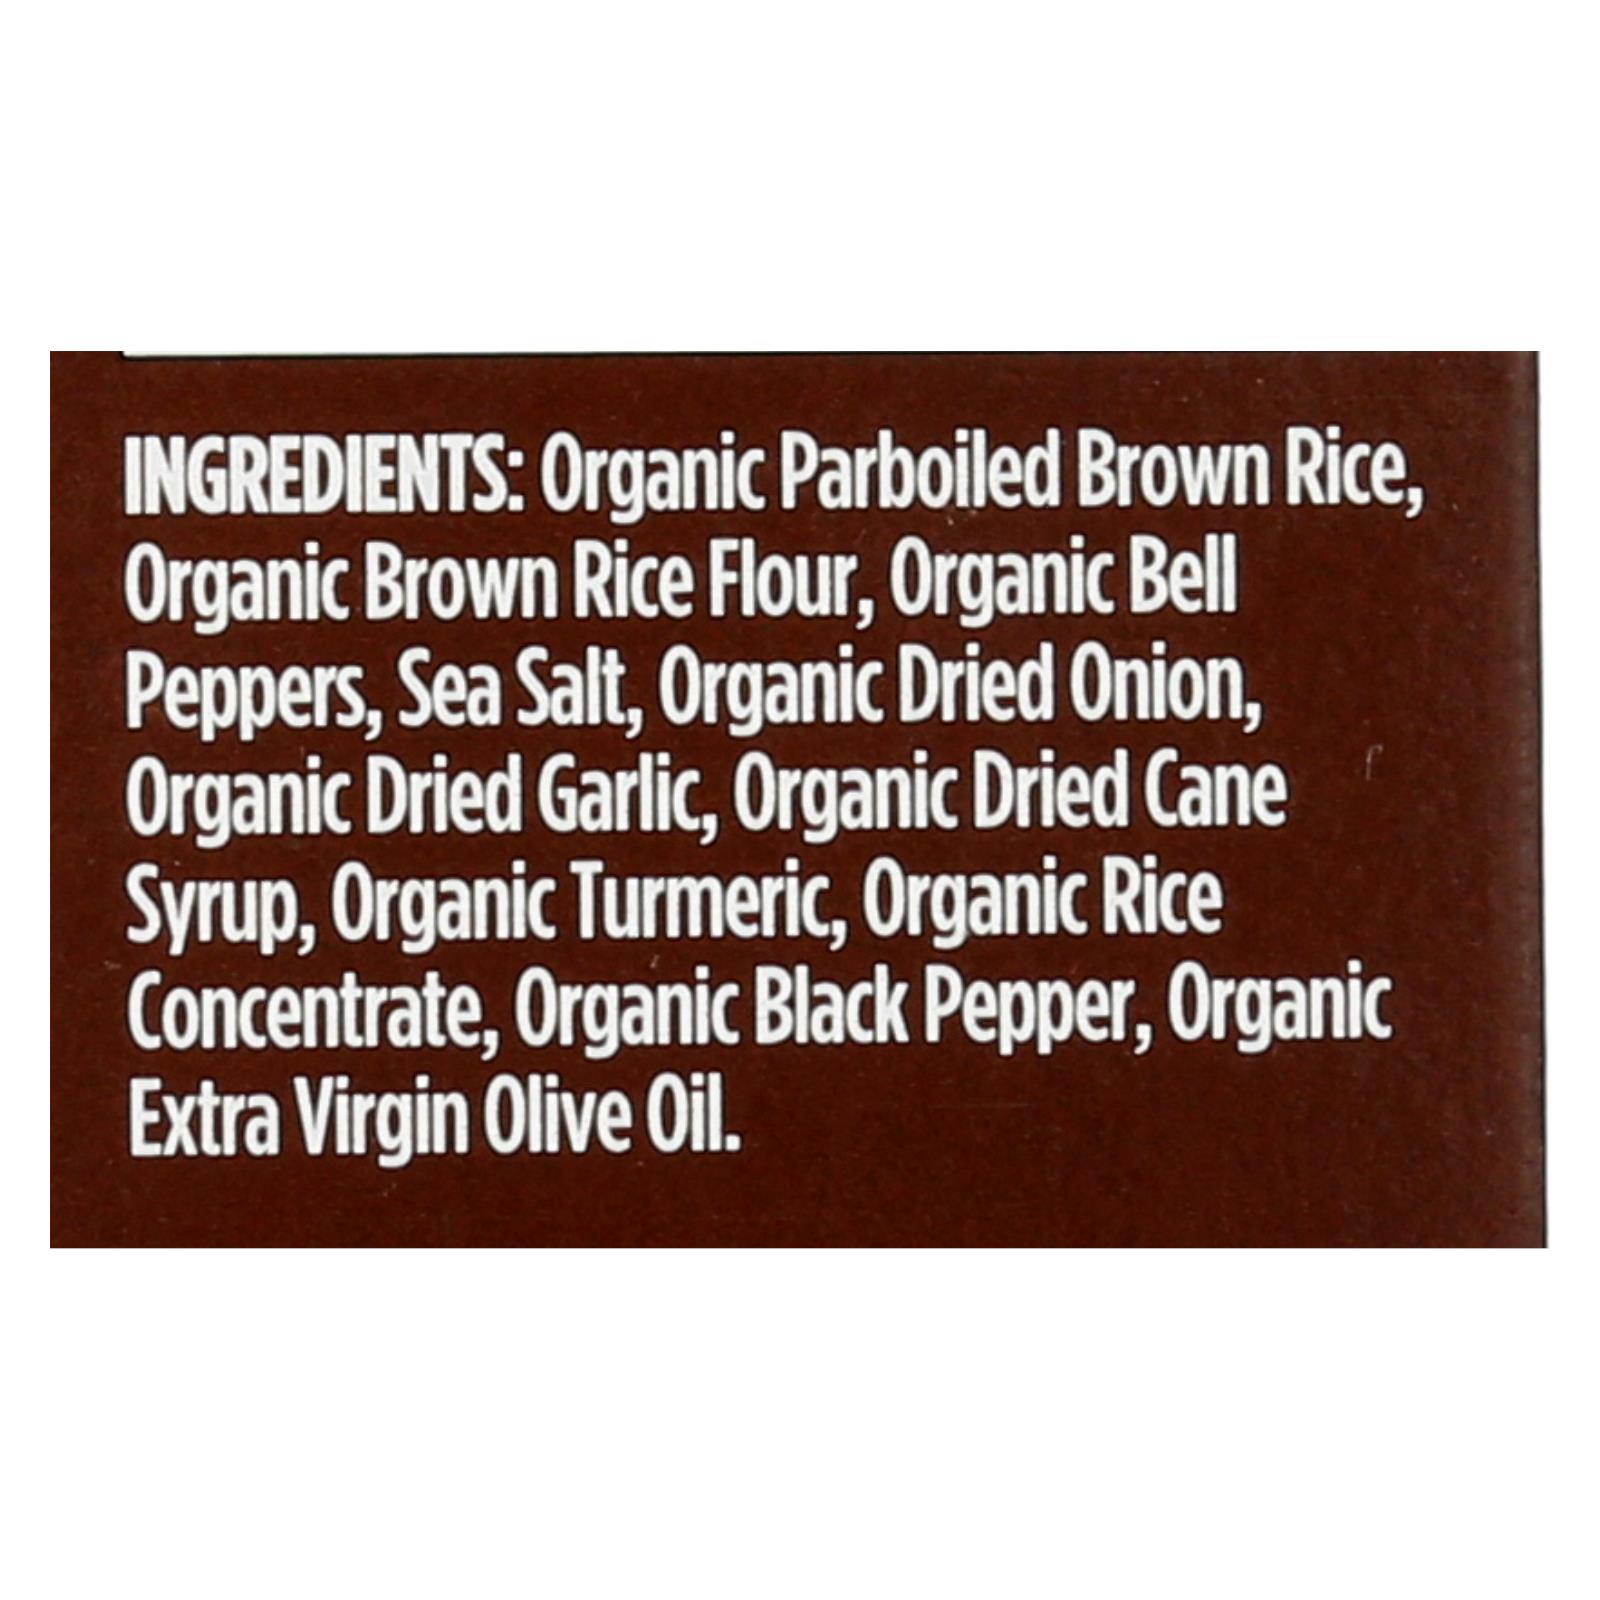 INGREDIENTS: Organic Parboiled Brown Rice,
Organic Brown Rice Flour, Organic Bell
Peppers, Sea Salt, Organic Dried Onion,
Organic Dried Garlic, Organic Dried Cane
Syrup, Organic Turmeric, Organic Rice
Concentrate, Organic Black Pepper, Organic
Extra Virgin Olive Oil.